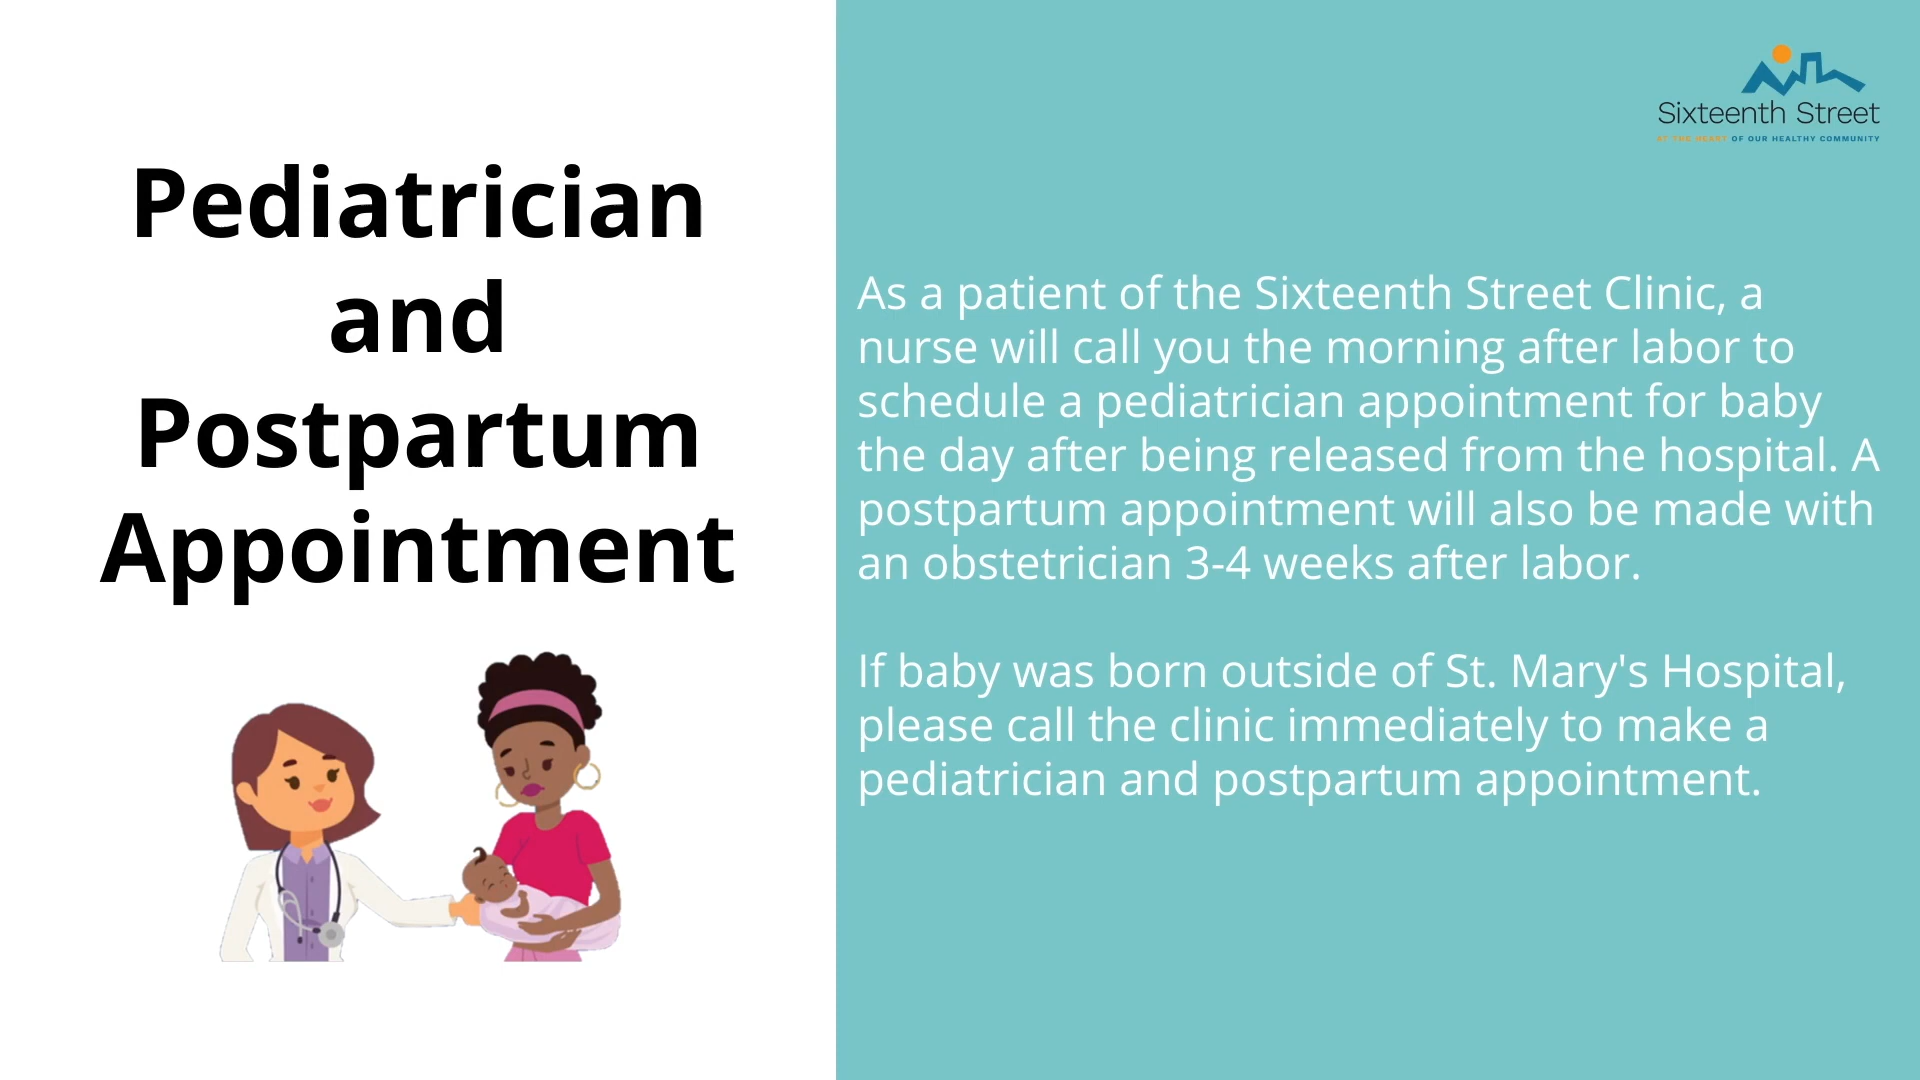 Pediatrician
and
Postpartum
Appointment
Sixteenth Street
AT THE HEART OF OUR HEALTHY COMMUNITY
As a patient of the Sixteenth Street Clinic, a
nurse will call you the morning after labor to
schedule a pediatrician appointment for baby
the day after being released from the hospital. A
postpartum appointment will also be made with
an obstetrician 3-4 weeks after labor.
If baby was born outside of St. Mary's Hospital,
please call the clinic immediately to make a
pediatrician and postpartum appointment.